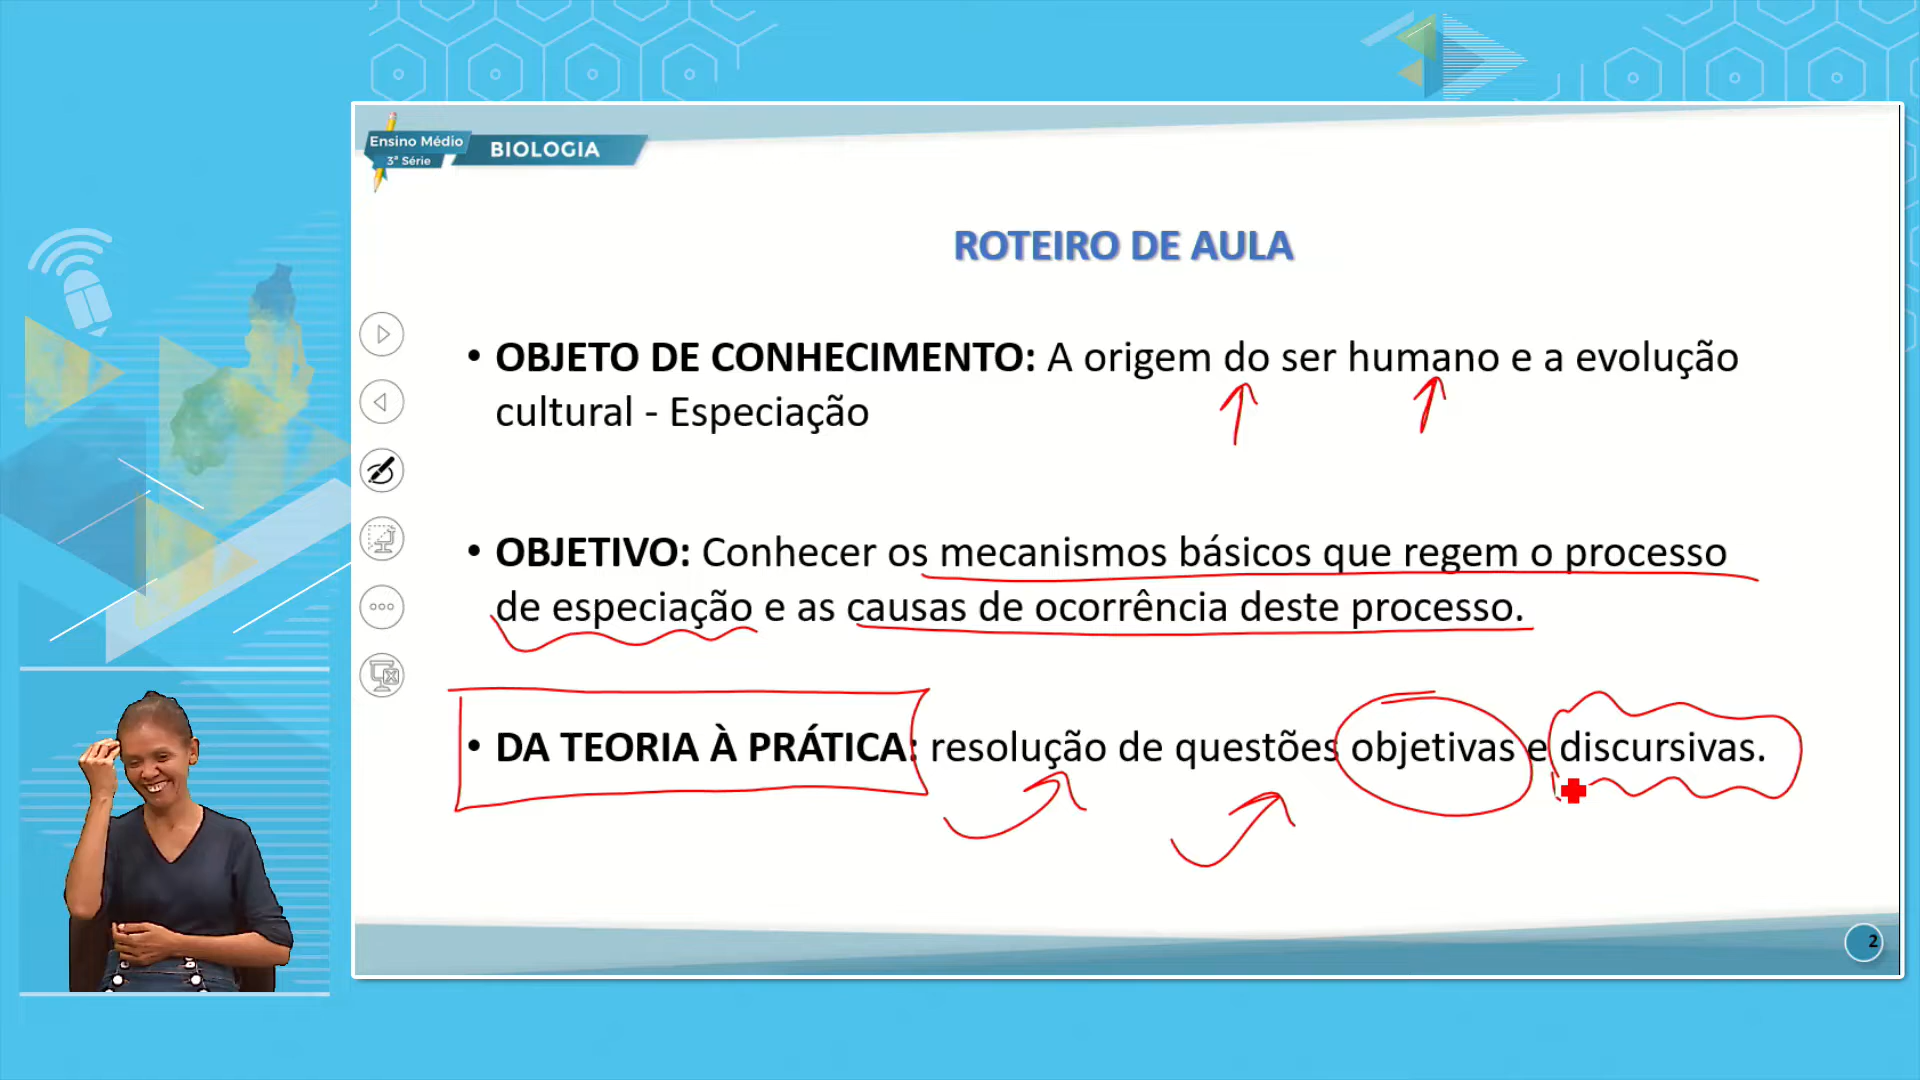 Ensino Médio
3ª Série
BIOLOGIA
ROTEIRO DE AULA
• OBJETO DE CONHECIMENTO: A origem do ser humano e a evolução
cultural - Especiação
• OBJETIVO: Conhecer os mecanismos básicos que regem o processo
de especiação e as causas de ocorrência deste processo.
• DA TEORIA À PRÁTICA: resolução de questões objetivas e discursivas.
2